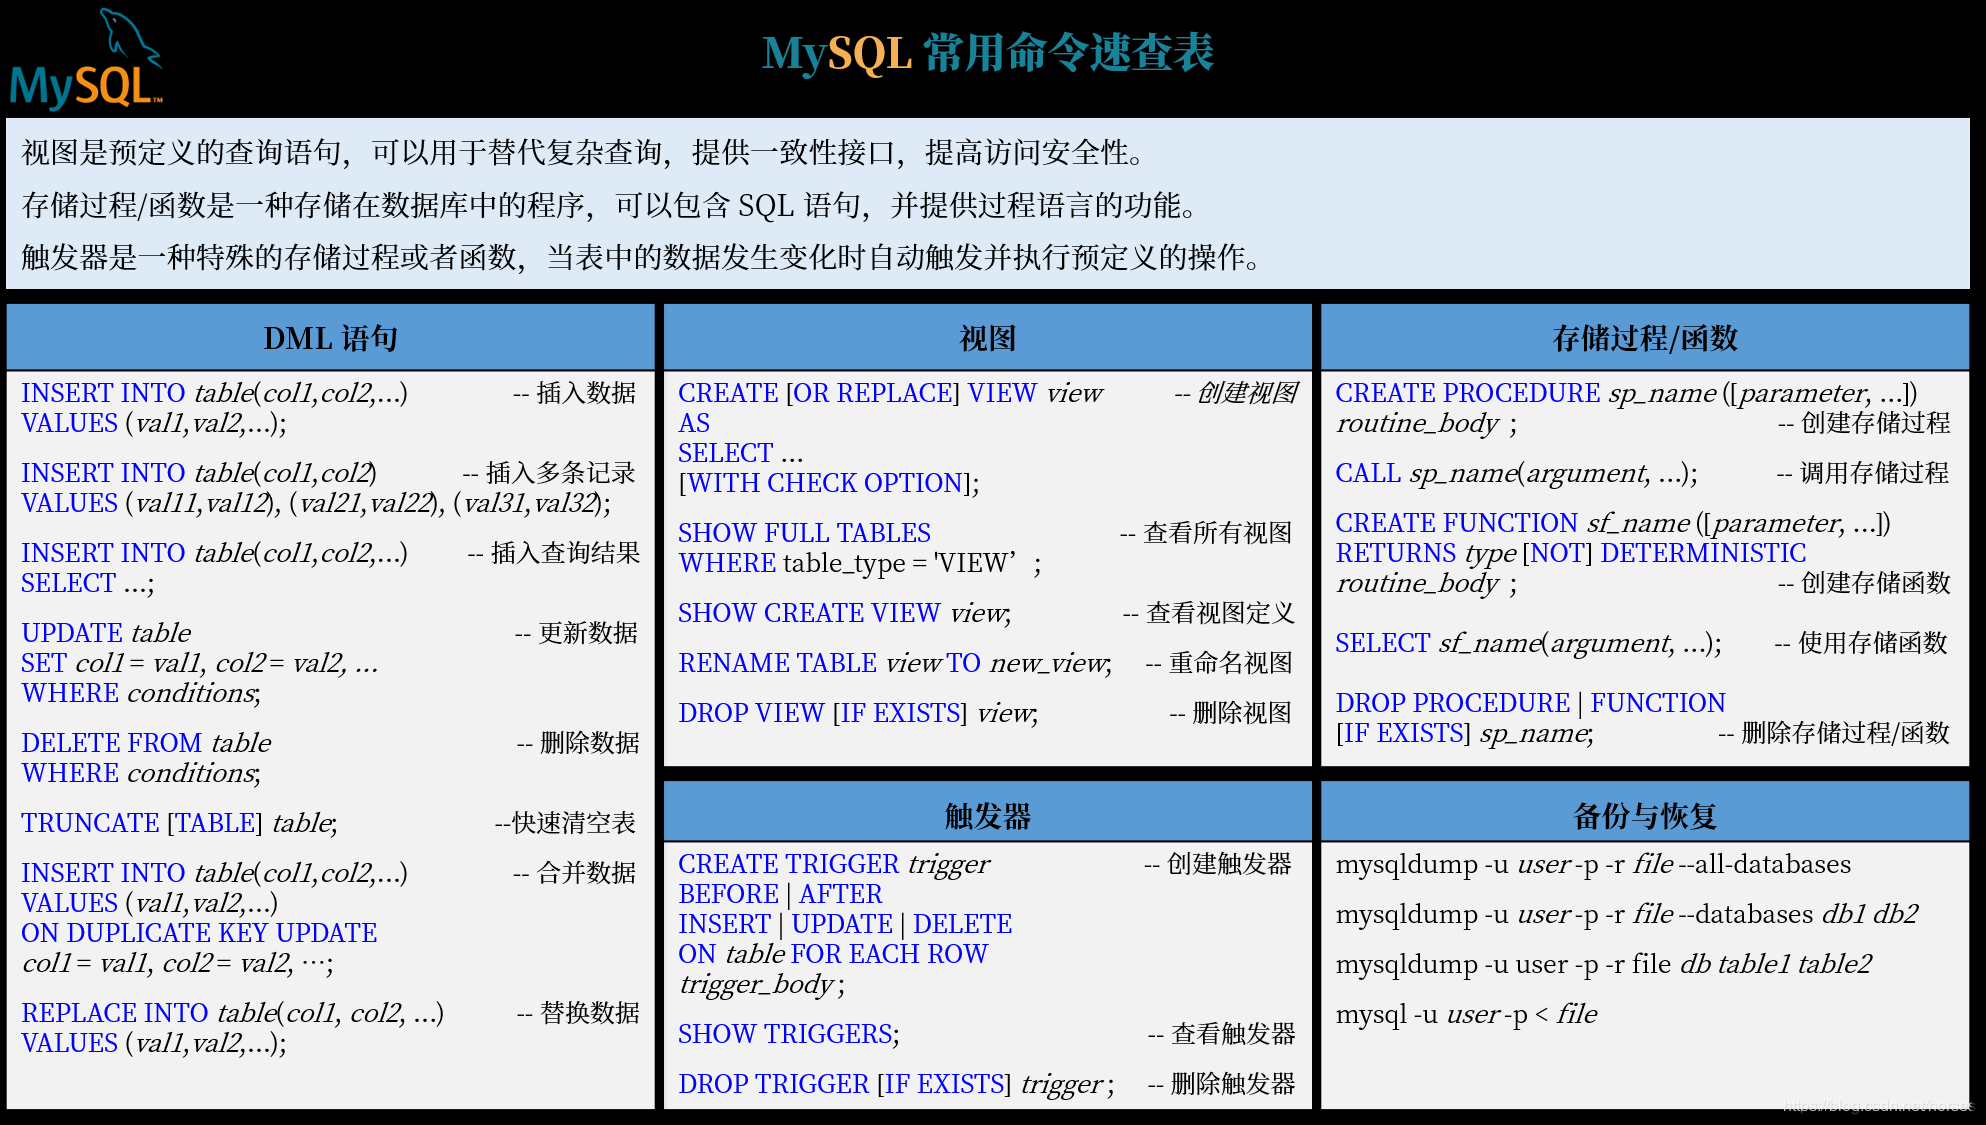 MySQL™
MySQL 常用命令速查表
视图是预定义的查询语句，可以用于替代复杂查询，提供一致性接口，提高访问安全性。
存储过程/函数是一种存储在数据库中的程序，可以包含 SQL 语句，并提供过程语言的功能。
触发器是一种特殊的存储过程或者函数，当表中的数据发生变化时自动触发并执行预定义的操作。
DML 语句
INSERT INTO table(col1,col2,...) -- 插入数据
VALUES (val1,val2,...);
INSERT INTO table(col1,col2) -- 插入多条记录
VALUES (val11,val12), (val21,val22), (val31,val32);
INSERT INTO table(col1,col2,...) -- 插入查询结果
SELECT ...;
UPDATE table -- 更新数据
SET col1 = val1, col2 = val2, ...
WHERE conditions;
DELETE FROM table -- 删除数据
WHERE conditions;
TRUNCATE [TABLE] table; --快速清空表
INSERT INTO table(col1,col2,...) -- 合并数据
VALUES (val1,val2,...)
ON DUPLICATE KEY UPDATE
col1 = val1, col2 = val2, …;
REPLACE INTO table(col1, col2, ...) -- 替换数据
VALUES (val1,val2,...);
视图
CREATE [OR REPLACE] VIEW view -- 创建视图
AS
SELECT ...
[WITH CHECK OPTION];
SHOW FULL TABLES -- 查看所有视图
WHERE table_type = 'VIEW’ ;
SHOW CREATE VIEW view; -- 查看视图定义
RENAME TABLE view TO new_view; -- 重命名视图
DROP VIEW [IF EXISTS] view; -- 删除视图
存储过程/函数
CREATE PROCEDURE sp_name ([parameter, ...])
routine_body ; -- 创建存储过程
CALL sp_name(argument, ...); -- 调用存储过程
CREATE FUNCTION sf_name ([parameter, ...])
RETURNS type [NOT] DETERMINISTIC
routine_body ; -- 创建存储函数
SELECT sf_name(argument, ...); -- 使用存储函数
DROP PROCEDURE | FUNCTION
[IF EXISTS] sp_name; -- 删除存储过程/函数
触发器
CREATE TRIGGER trigger -- 创建触发器
BEFORE | AFTER
INSERT | UPDATE | DELETE
ON table FOR EACH ROW
trigger_body ;
SHOW TRIGGERS; -- 查看触发器
DROP TRIGGER [IF EXISTS] trigger ; -- 删除触发器
备份与恢复
mysqldump -u user -p -r file --all-databases
mysqldump -u user -p -r file --databases db1 db2
mysqldump -u user -p -r file db table1 table2
mysql -u user -p < file
https://blog.csdn.net/horses